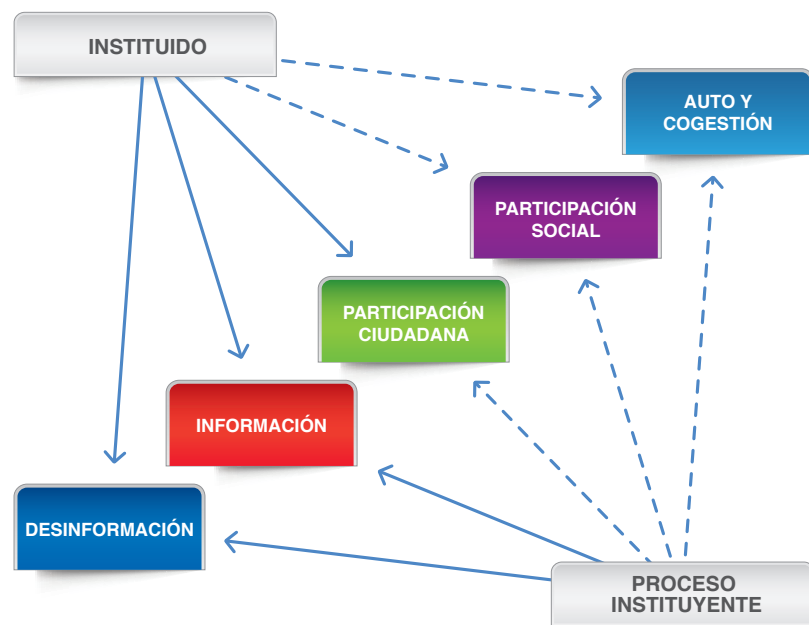 INSTITUIDO
AUTO Y
COGESTIÓN
PARTICIPACIÓN
SOCIAL
PARTICIPACIÓN
CIUDADANA
INFORMACIÓN
DESINFORMACIÓN
PROCESO
INSTITUYENTE